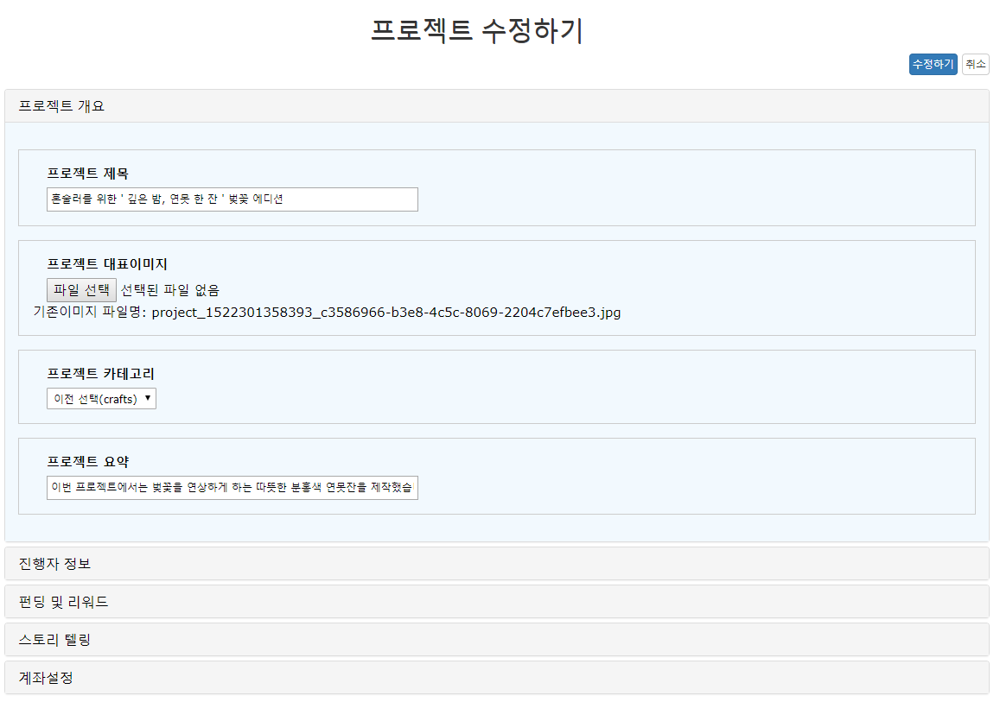 프로젝트 수정하기
수정하기 취소
프로젝트 개요
프로젝트 제목
혼술러를 위한 ' 깊은 밤, 연못 한 잔 ' 벚꽃 에디션
프로젝트 대표이미지
파일 선택 선택된 파일 없음
기존이미지 파일명: project_1522301358393_c3586966-b3e8-4c5c-8069-2204c7efbee3.jpg
프로젝트 카테고리
이전 선택(crafts)
프로젝트 요약
이번 프로젝트에서는 벚꽃을 연상하게 하는 따뜻한 분홍색 연못잔을 제작했습
진행자 정보
펀딩 및 리워드
스토리 텔링
계좌설정